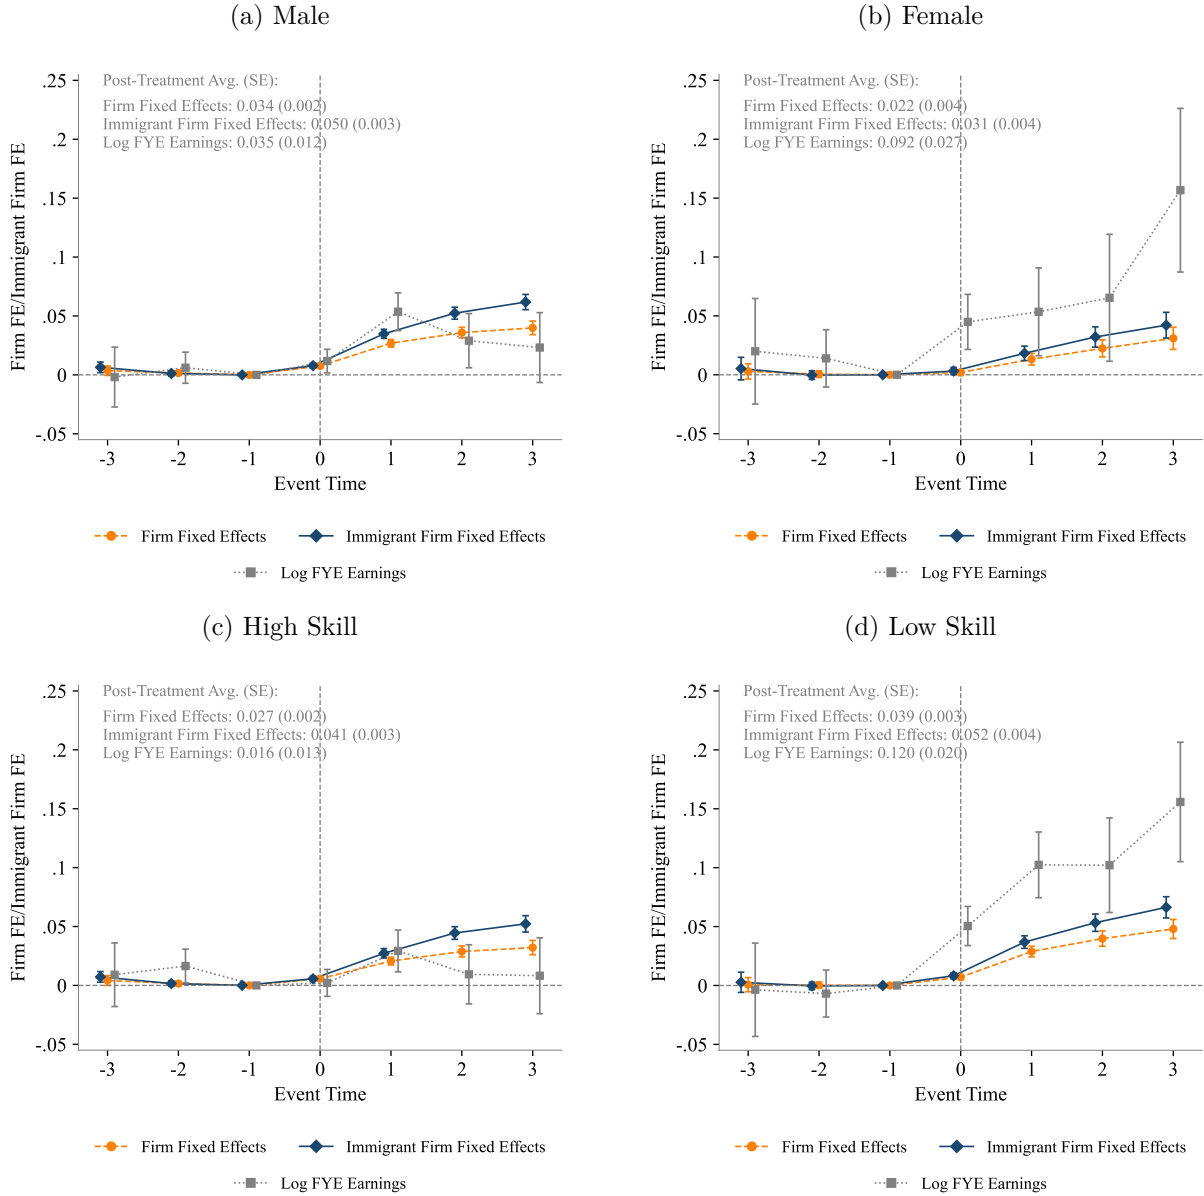 (a) Male
Post-Treatment Avg. (SE):
Firm Fixed Effects: 0.034 (0.002)
Immigrant Firm Fixed Effects: 0.050 (0.003)
Log FYE Earnings: 0.035 (0.012)
Firm FE/Immigrant Firm FE
.25
.2
.15
.1
.05
0
-.05
-3 -2 -1 0 1 2 3
Event Time
Firm Fixed Effects Immigrant Firm Fixed Effects
Log FYE Earnings
(b) Female
Post-Treatment Avg. (SE):
Firm Fixed Effects: 0.022 (0.004)
Immigrant Firm Fixed Effects: 0.031 (0.004)
Log FYE Earnings: 0.092 (0.027)
Firm FE/Immigrant Firm FE
.25
.2
.15
.1
.05
0
-.05
-3 -2 -1 0 1 2 3
Event Time
Firm Fixed Effects Immigrant Firm Fixed Effects
Log FYE Earnings
(c) High Skill
Post-Treatment Avg. (SE):
Firm Fixed Effects: 0.027 (0.002)
Immigrant Firm Fixed Effects: 0.041 (0.003)
Log FYE Earnings: 0.016 (0.013)
Firm FE/Immigrant Firm FE
.25
.2
.15
.1
.05
0
-.05
-3 -2 -1 0 1 2 3
Event Time
Firm Fixed Effects Immigrant Firm Fixed Effects
Log FYE Earnings
(d) Low Skill
Post-Treatment Avg. (SE):
Firm Fixed Effects: 0.039 (0.003)
Immigrant Firm Fixed Effects: 0.052 (0.004)
Log FYE Earnings: 0.120 (0.020)
Firm FE/Immigrant Firm FE
.25
.2
.15
.1
.05
0
-.05
-3 -2 -1 0 1 2 3
Event Time
Firm Fixed Effects Immigrant Firm Fixed Effects
Log FYE Earnings